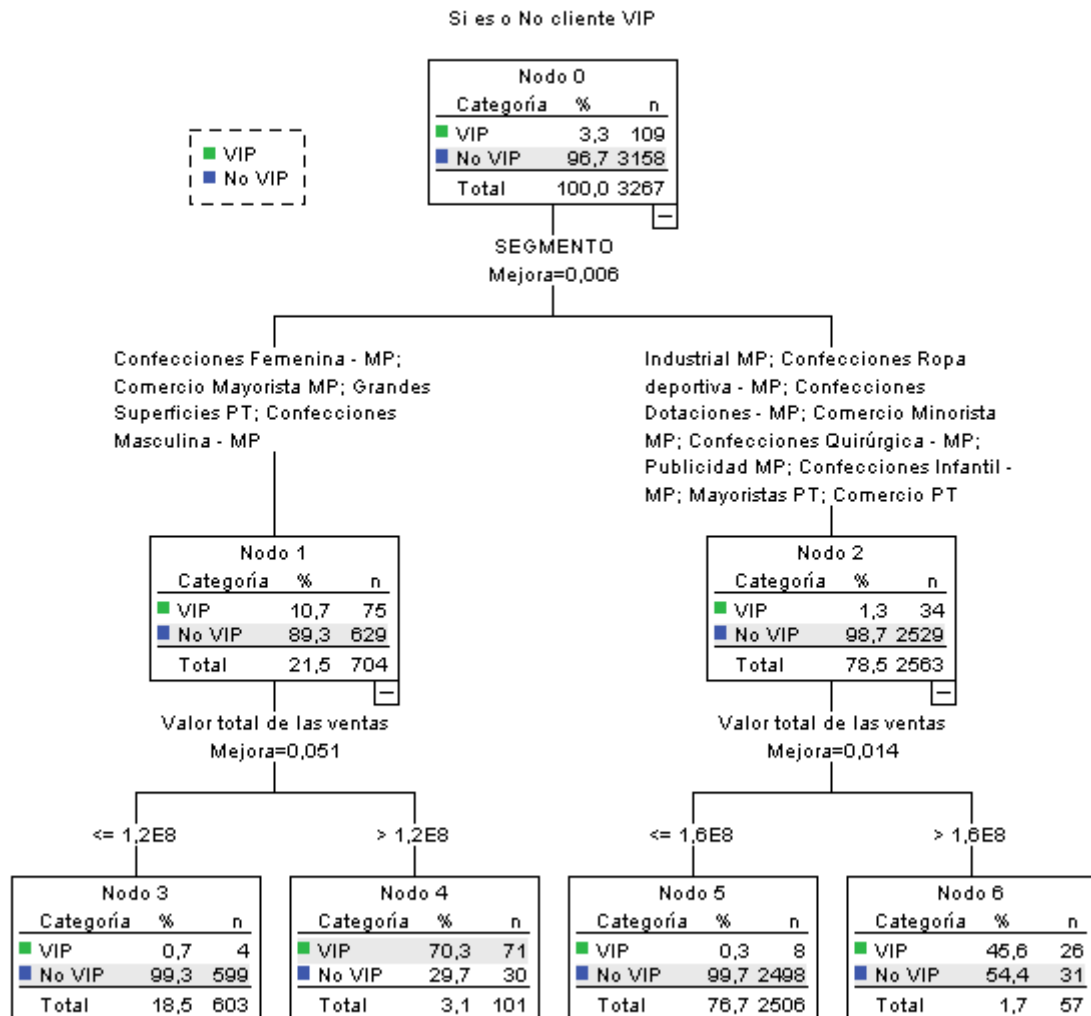 Si es o No cliente VIP
Nodo 0
Categoría % n
VIP 3,3 109
No VIP 96,7 3158
Total 100,0 3267
VIP
No VIP
SEGMENTO
Mejora=0,006
Confecciones Femenina - MP;
Comercio Mayorista MP; Grandes
Superficies PT; Confecciones
Masculina - MP
Industrial MP; Confecciones Ropa
deportiva - MP; Confecciones
Dotaciones - MP; Comercio Minorista
MP; Confecciones Quirúrgica - MP;
Publicidad MP; Confecciones Infantil -
MP; Mayoristas PT; Comercio PT
Nodo 1
Categoría % n
VIP 10,7 75
No VIP 89,3 629
Total 21,5 704
Nodo 2
Categoría % n
VIP 1,3 34
No VIP 98,7 2529
Total 78,5 2563
Valor total de las ventas
Mejora=0,051
Valor total de las ventas
Mejora=0,014
<= 1,2E8
> 1,2E8
<= 1,6E8
> 1,6E8
Nodo 3
Categoría % n
VIP 0,7 4
No VIP 99,3 599
Total 18,5 603
Nodo 4
Categoría % n
VIP 70,3 71
No VIP 29,7 30
Total 3,1 101
Nodo 5
Categoría % n
VIP 0,3 8
No VIP 99,7 2498
Total 76,7 2506
Nodo 6
Categoría % n
VIP 45,6 26
No VIP 54,4 31
Total 1,7 57